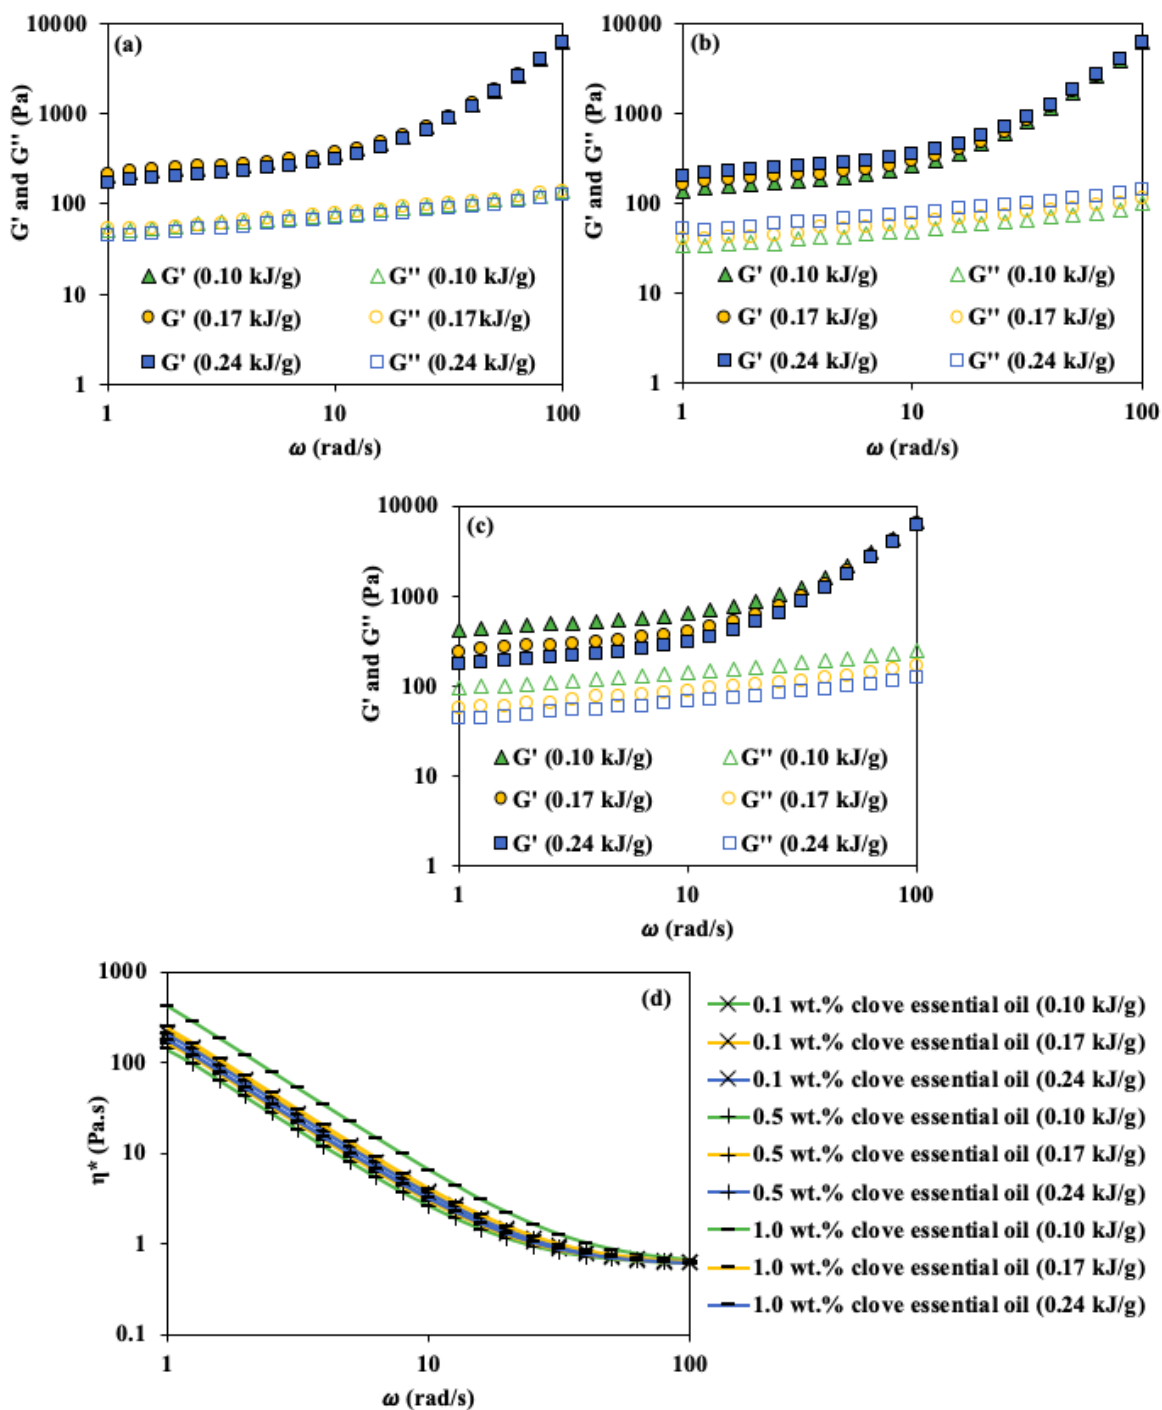 (a)
10000
1000
100
10
1
G' and G'' (Pa)
G' (0.10 kJ/g) G'' (0.10 kJ/g)
G' (0.17 kJ/g) G'' (0.17kJ/g)
G' (0.24 kJ/g) G'' (0.24 kJ/g)
1 10 100
ω (rad/s)
(b)
10000
1000
100
10
1
G' and G'' (Pa)
G' (0.10 kJ/g) G'' (0.10 kJ/g)
G' (0.17 kJ/g) G'' (0.17 kJ/g)
G' (0.24 kJ/g) G'' (0.24 kJ/g)
1 10 100
ω (rad/s)
(c)
10000
1000
100
10
1
G' and G'' (Pa)
G' (0.10 kJ/g) G'' (0.10 kJ/g)
G' (0.17 kJ/g) G'' (0.17 kJ/g)
G' (0.24 kJ/g) G'' (0.24 kJ/g)
1 10 100
ω (rad/s)
(d)
1000
100
10
1
0.1
η* (Pa.s)
1 10 100
ω (rad/s)
0.1 wt.% clove essential oil (0.10 kJ/g)
0.1 wt.% clove essential oil (0.17 kJ/g)
0.1 wt.% clove essential oil (0.24 kJ/g)
0.5 wt.% clove essential oil (0.10 kJ/g)
0.5 wt.% clove essential oil (0.17 kJ/g)
0.5 wt.% clove essential oil (0.24 kJ/g)
1.0 wt.% clove essential oil (0.10 kJ/g)
1.0 wt.% clove essential oil (0.17 kJ/g)
1.0 wt.% clove essential oil (0.24 kJ/g)